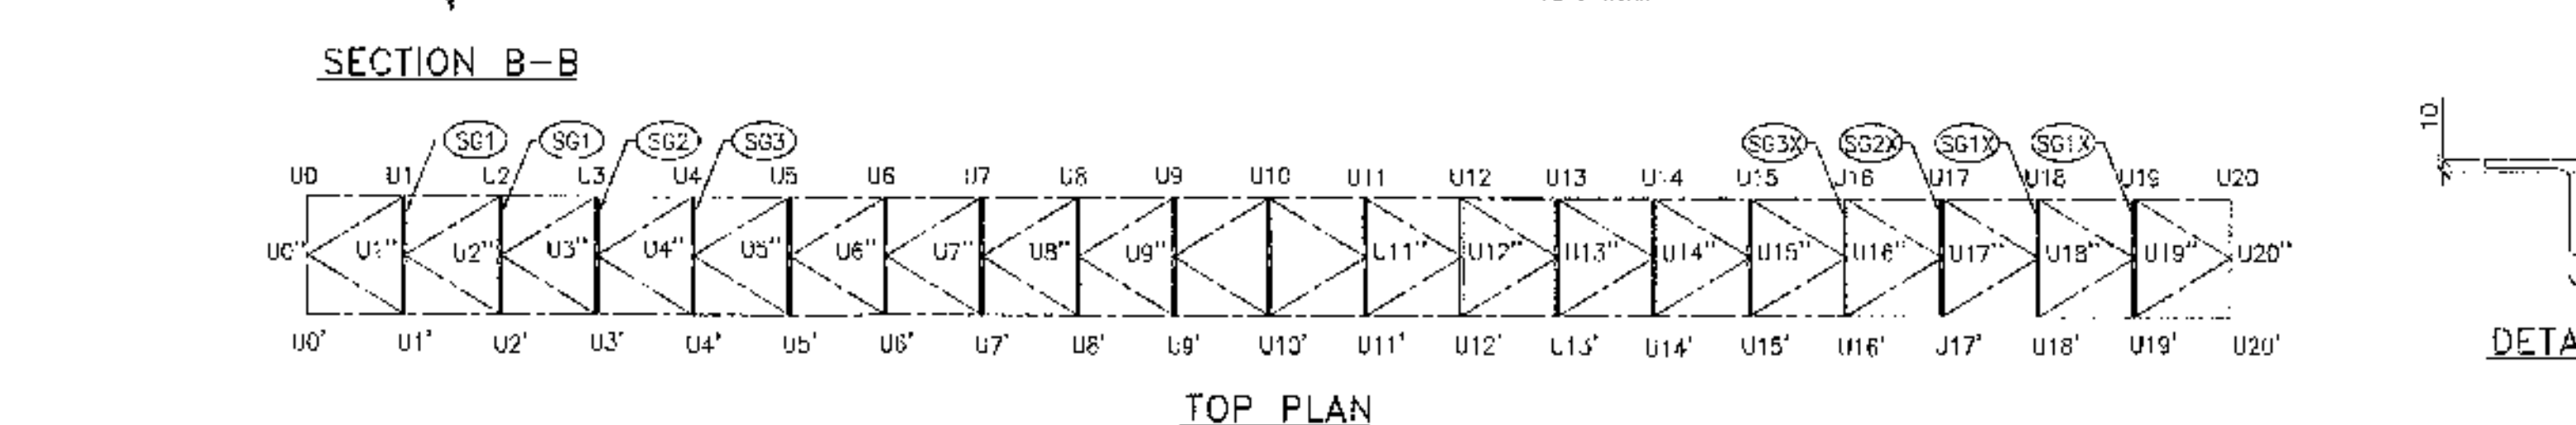 SECTION B-B
SG1 SG1 SG2 SG3 SG3X SG2X SG1X SG1X
10
U0 U1 U2 U3 U4 U5 U6 U7 U8 U9 U10 U11 U12 U13 U14 U15 U16 U17 U18 U19 U20
U0" U1" U2" U3" U4" U5" U6" U7" U8" U9" U11" U12" U13" U14" U15" U16" U17" U18" U19" U20"
U0' U1' U2' U3' U4' U5' U6' U7' U8' U9' U10' U11' U12' U13' U14' U15' U16' U17' U18' U19' U20'
DETA
TOP PLAN